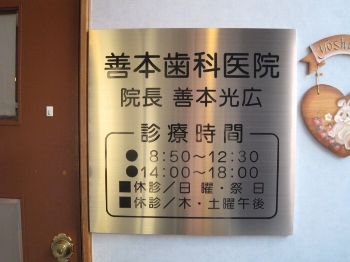 善本歯科医院
院長 善本光広
診療時間
● 8:50～12:30
●14:00～18:00
■休診／日 曜・祭 日
■休診／木・土曜午後